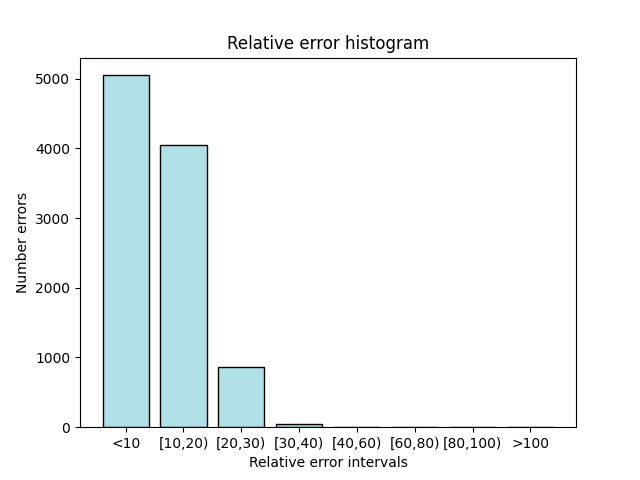 Relative error histogram
5000
4000
3000
2000
1000
0
Number errors
<10 [10,20) [20,30) [30,40) [40,60) [60,80) [80,100) >100
Relative error intervals